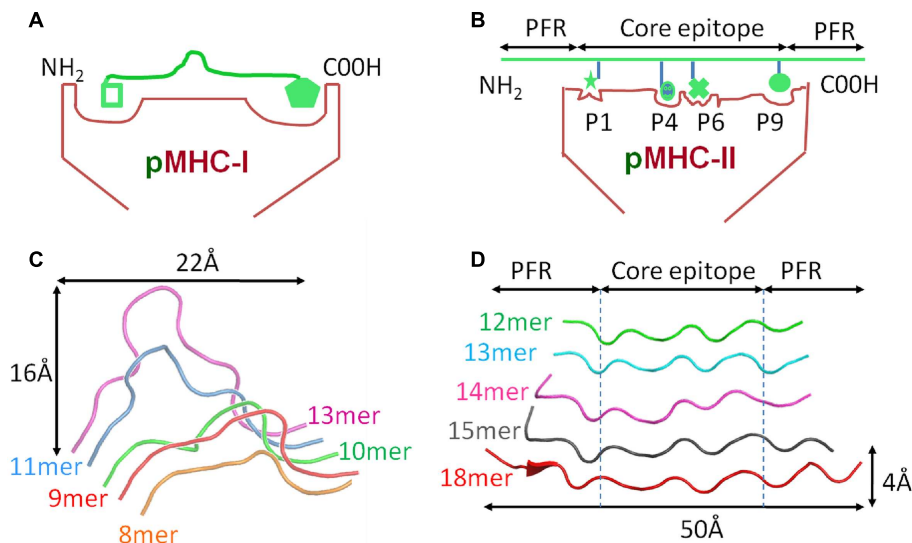 A
NH2
C00H
pMHC-I
B
PFR
Core epitope
PFR
NH2
C00H
P1
P4
P6
P9
pMHC-II
C
22Å
16Å
13mer
11mer
10mer
9mer
8mer
D
PFR
Core epitope
PFR
12mer
13mer
14mer
15mer
18mer
4Å
50Å